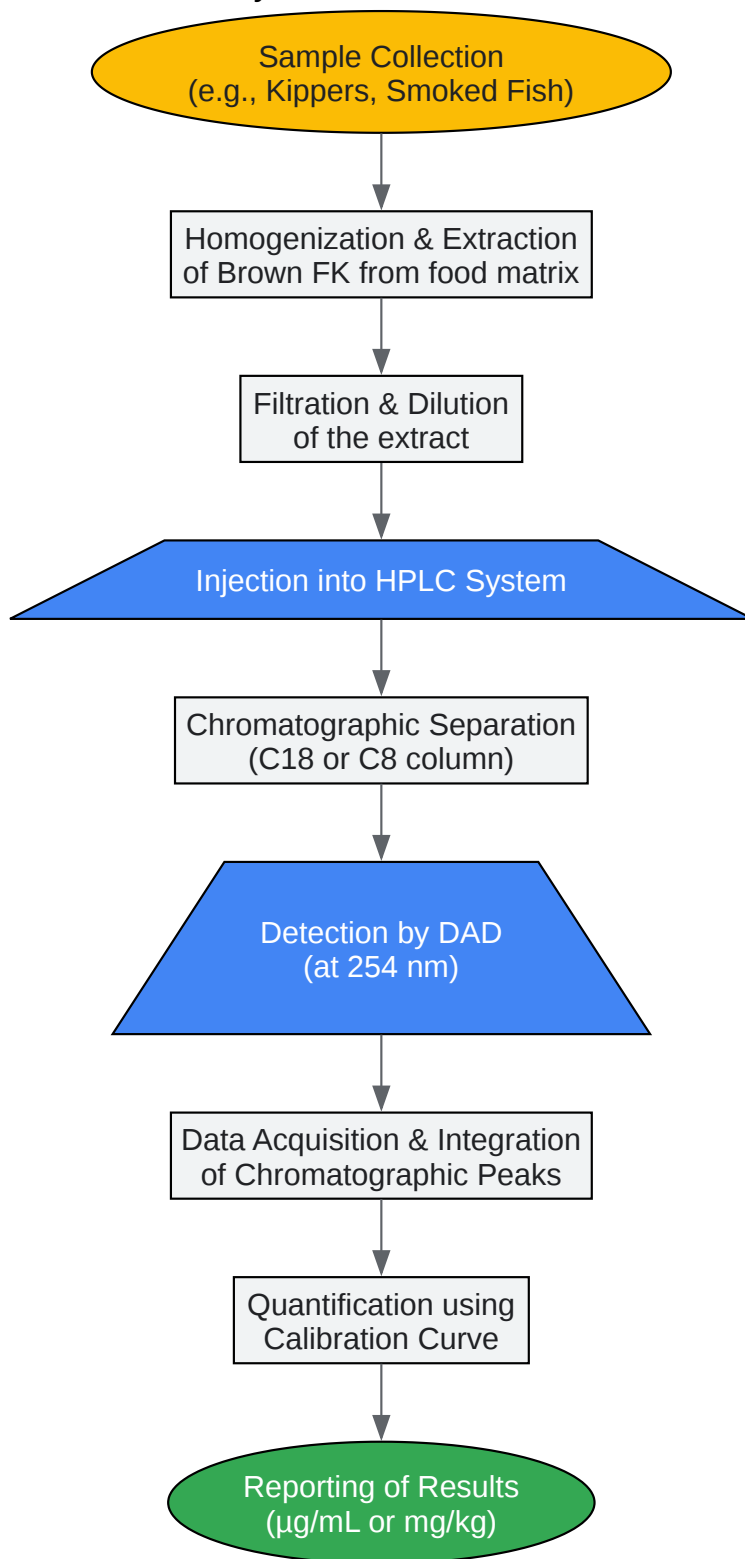 Sample Collection
(e.g., Kippers, Smoked Fish)
Homogenization & Extraction
of Brown FK from food matrix
Filtration & Dilution
of the extract
Injection into HPLC System
Chromatographic Separation
(C18 or C8 column)
Detection by DAD
(at 254 nm)
Data Acquisition & Integration
of Chromatographic Peaks
Quantification using
Calibration Curve
Reporting of Results
(µg/mL or mg/kg)